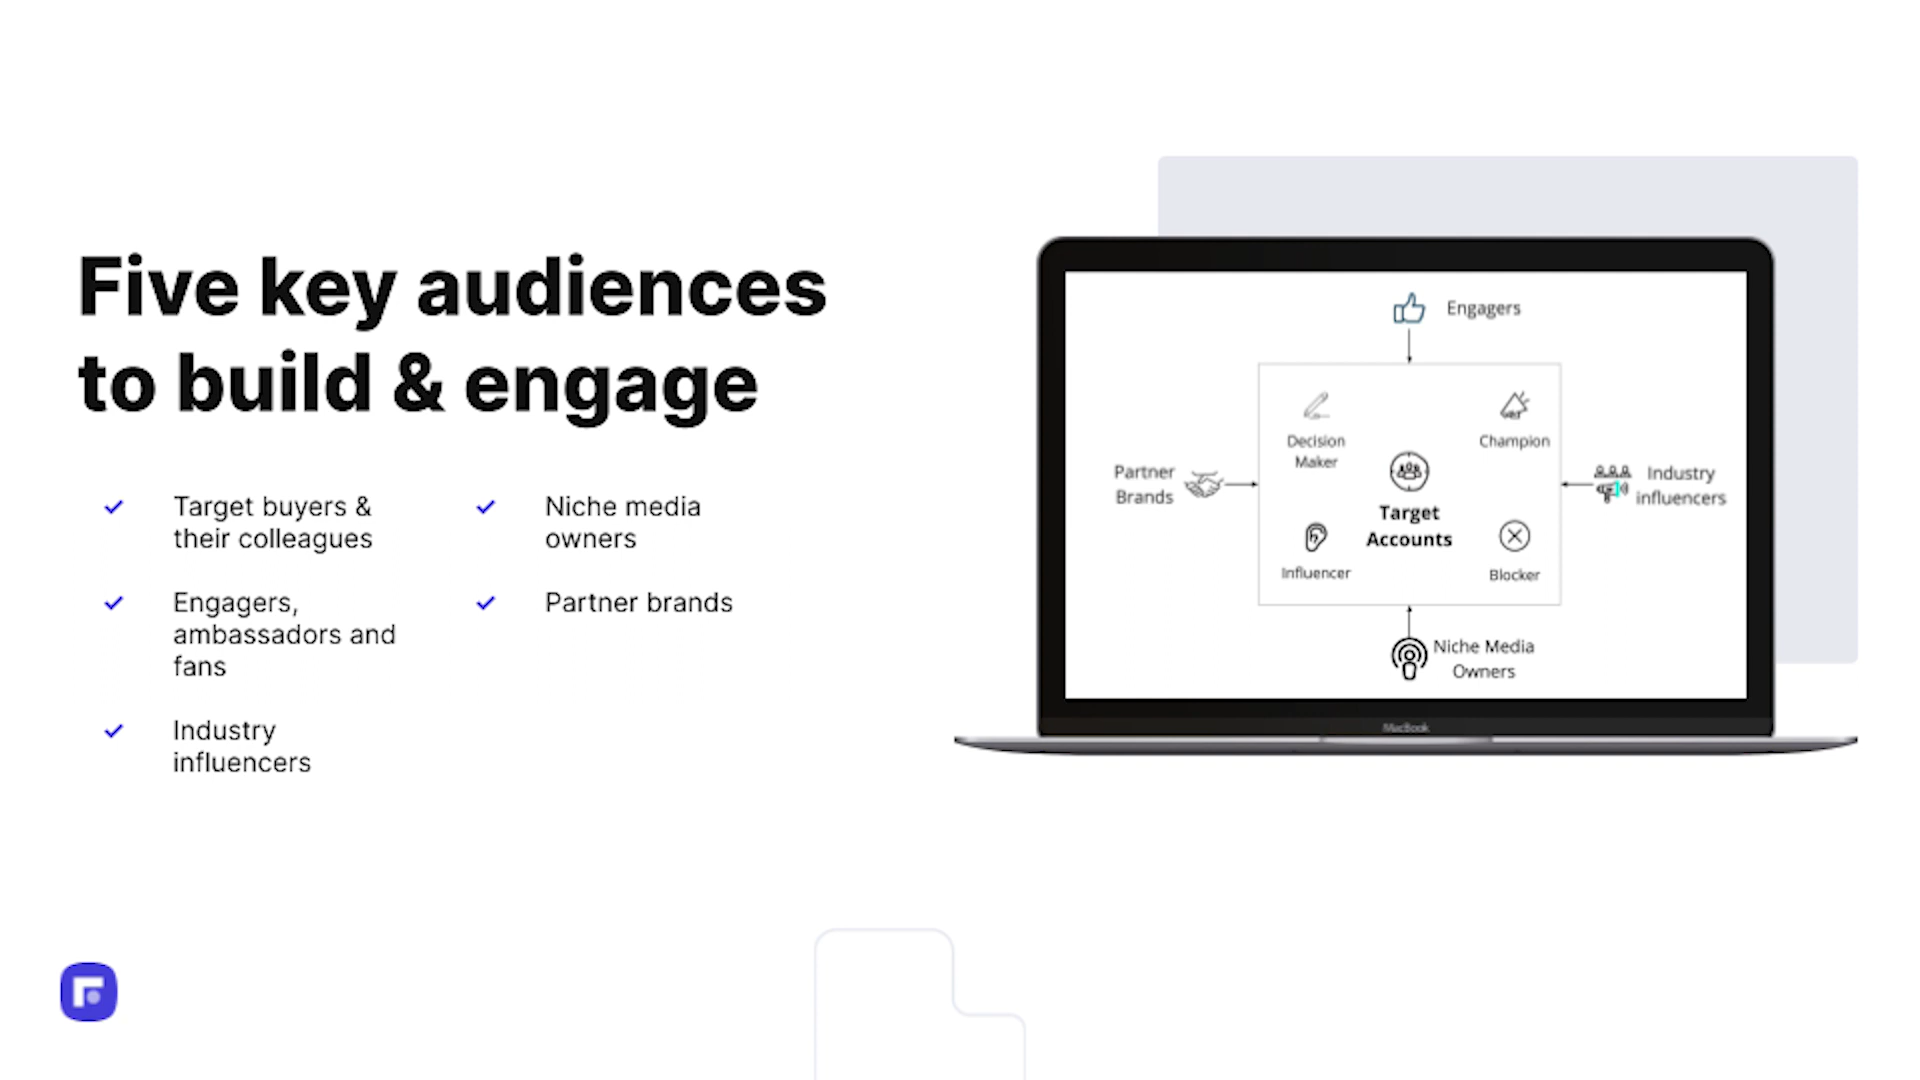 Five key audiences
to build & engage
Target buyers &
their colleagues
Engagers,
ambassadors and
fans
Industry
influencers
Niche media
owners
Partner brands
Engagers
Decision
Maker
Champion
Partner
Brands
Target
Accounts
Industry
influencers
Influencer
Blocker
Niche Media
Owners
MacBook